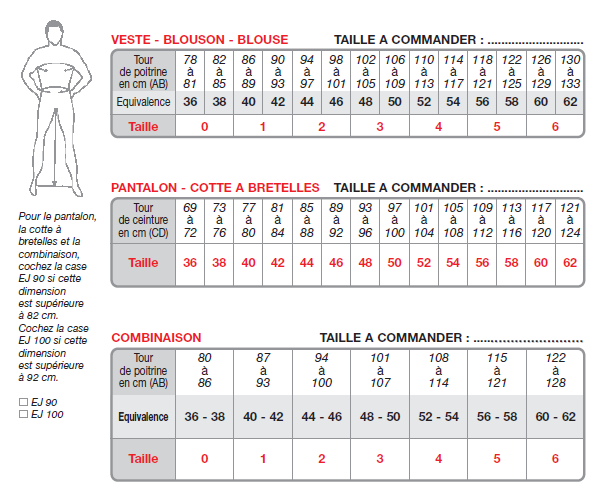 VESTE - BLOUSON - BLOUSE TAILLE A COMMANDER : ............................
Tour 78 82 86 90 94 98 102 106 110 114 118 122 126 130
de poitrine à à à à à à à à à à à à à à
en cm (AB) 81 85 89 93 97 101 105 109 113 117 121 125 129 133
Equivalence 36 38 40 42 44 46 48 50 52 54 56 58 60 62
Taille 0 1 2 3 4 5 6
PANTALON - COTTE A BRETELLES TAILLE A COMMANDER : ............................
Tour 69 73 77 81 85 89 93 97 101 105 109 113 117 121
de ceinture à à à à à à à à à à à à à à
en cm (CD) 72 76 80 84 88 92 96 100 104 108 112 116 120 124
Taille 36 38 40 42 44 46 48 50 52 54 56 58 60 62
Pour le pantalon,
la cotte à
bretelles et la
combinaison,
cochez la case
EJ 90 si cette
dimension
est supérieure
à 82 cm.
Cochez la case
EJ 100 si cette
dimension
est supérieure
à 92 cm.
EJ 90
EJ 100
COMBINAISON TAILLE A COMMANDER : ............................
Tour 80 87 94 101 108 115 122
de poitrine à à à à à à à
en cm (AB) 86 93 100 107 114 121 128
Equivalence 36 - 38 40 - 42 44 - 46 48 - 50 52 - 54 56 - 58 60 - 62
Taille 0 1 2 3 4 5 6